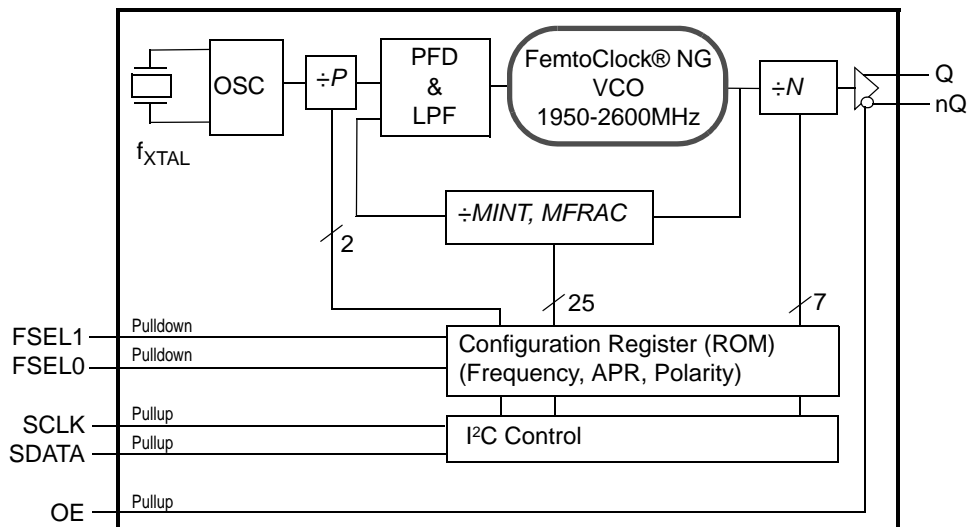 OSC
÷P
PFD
&
LPF
FemtoClock® NG
VCO
1950-2600MHz
÷N
Q
nQ
fXTAL
÷MINT, MFRAC
2
25
7
FSEL1
Pulldown
FSEL0
Pulldown
Configuration Register (ROM)
(Frequency, APR, Polarity)
SCLK
Pullup
SDATA
Pullup
I²C Control
OE
Pullup